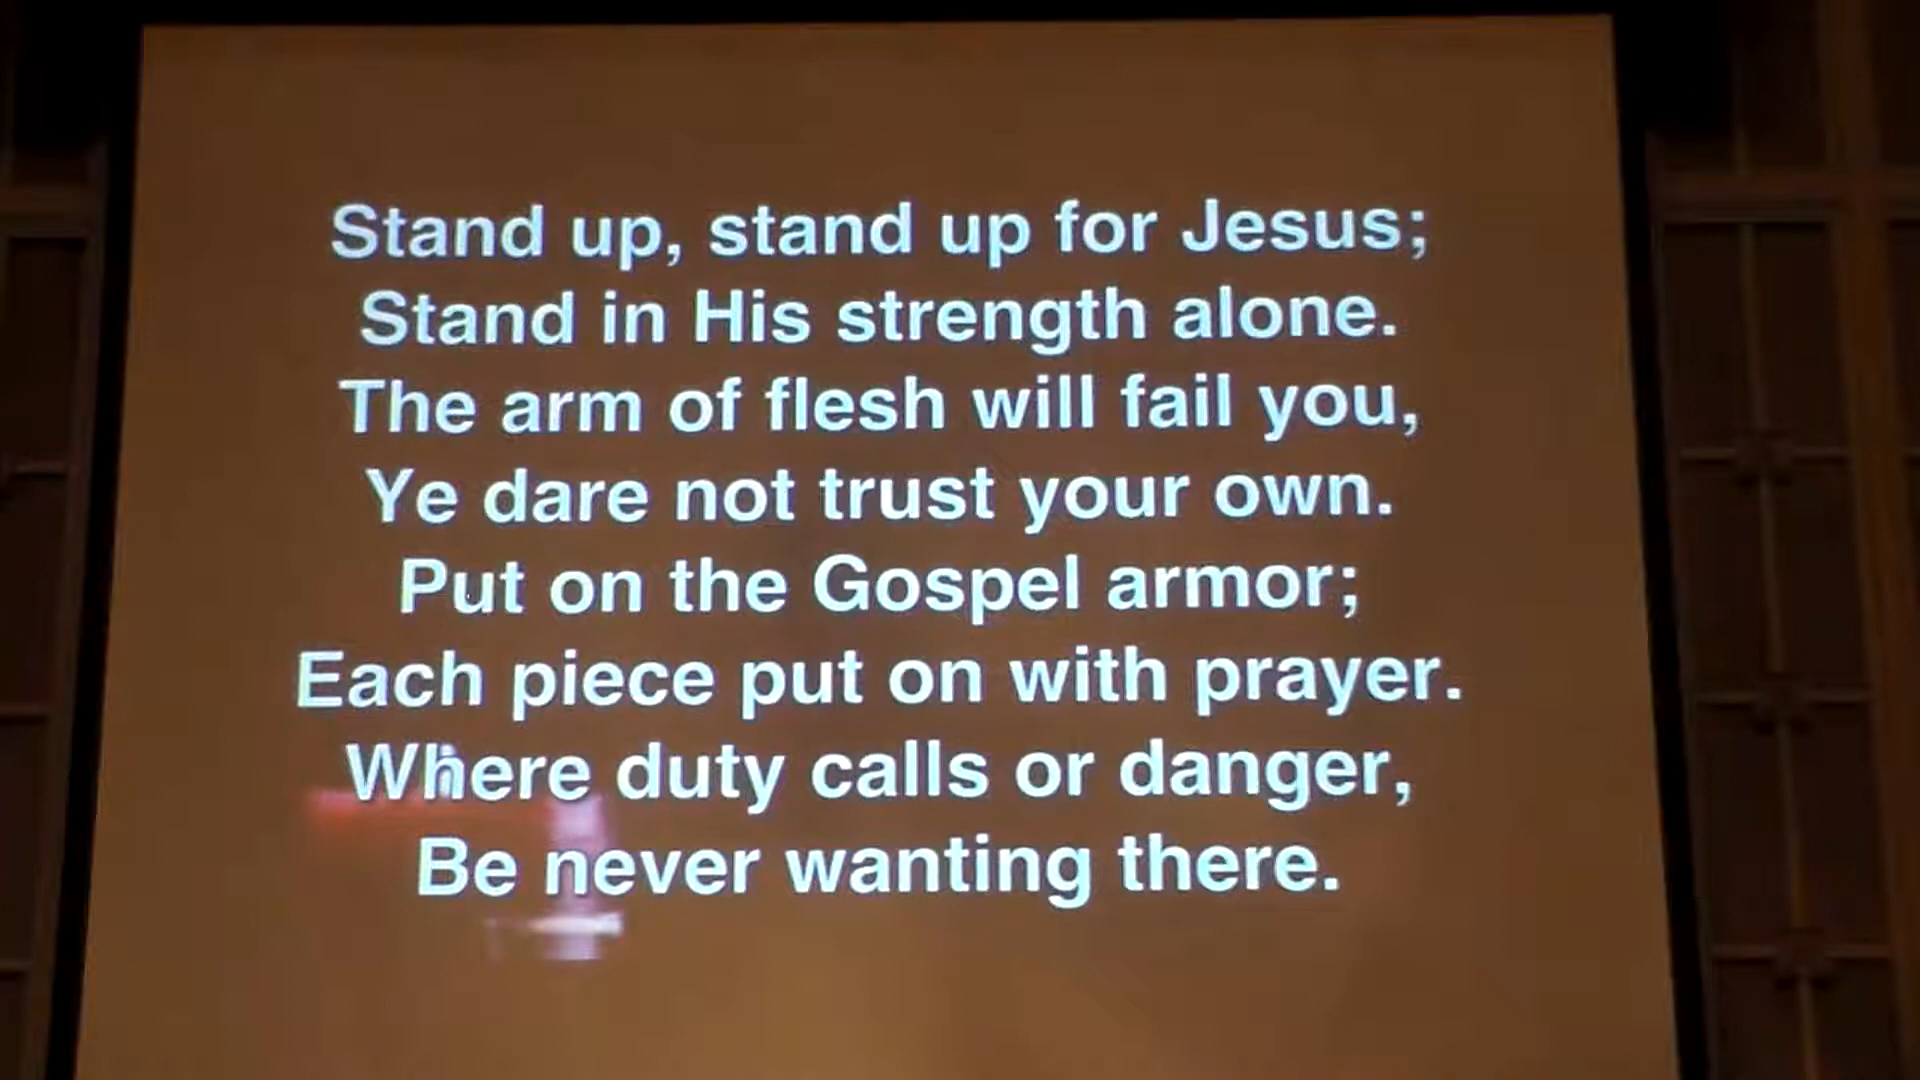 Stand up, stand up for Jesus;
Stand in His strength alone.
The arm of flesh will fail you,
Ye dare not trust your own.
Put on the Gospel armor;
Each piece put on with prayer.
Where duty calls or danger,
Be never wanting there.